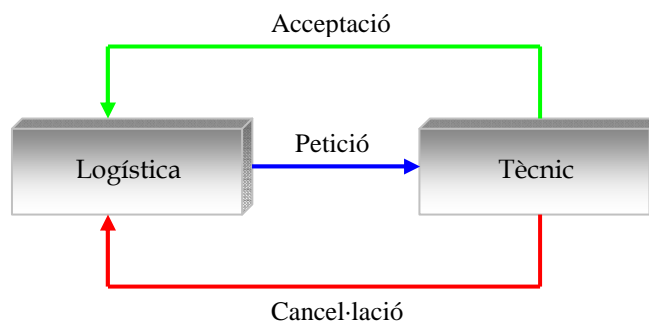 Acceptació
Petició
Logística
Tècnic
Cancel·lació